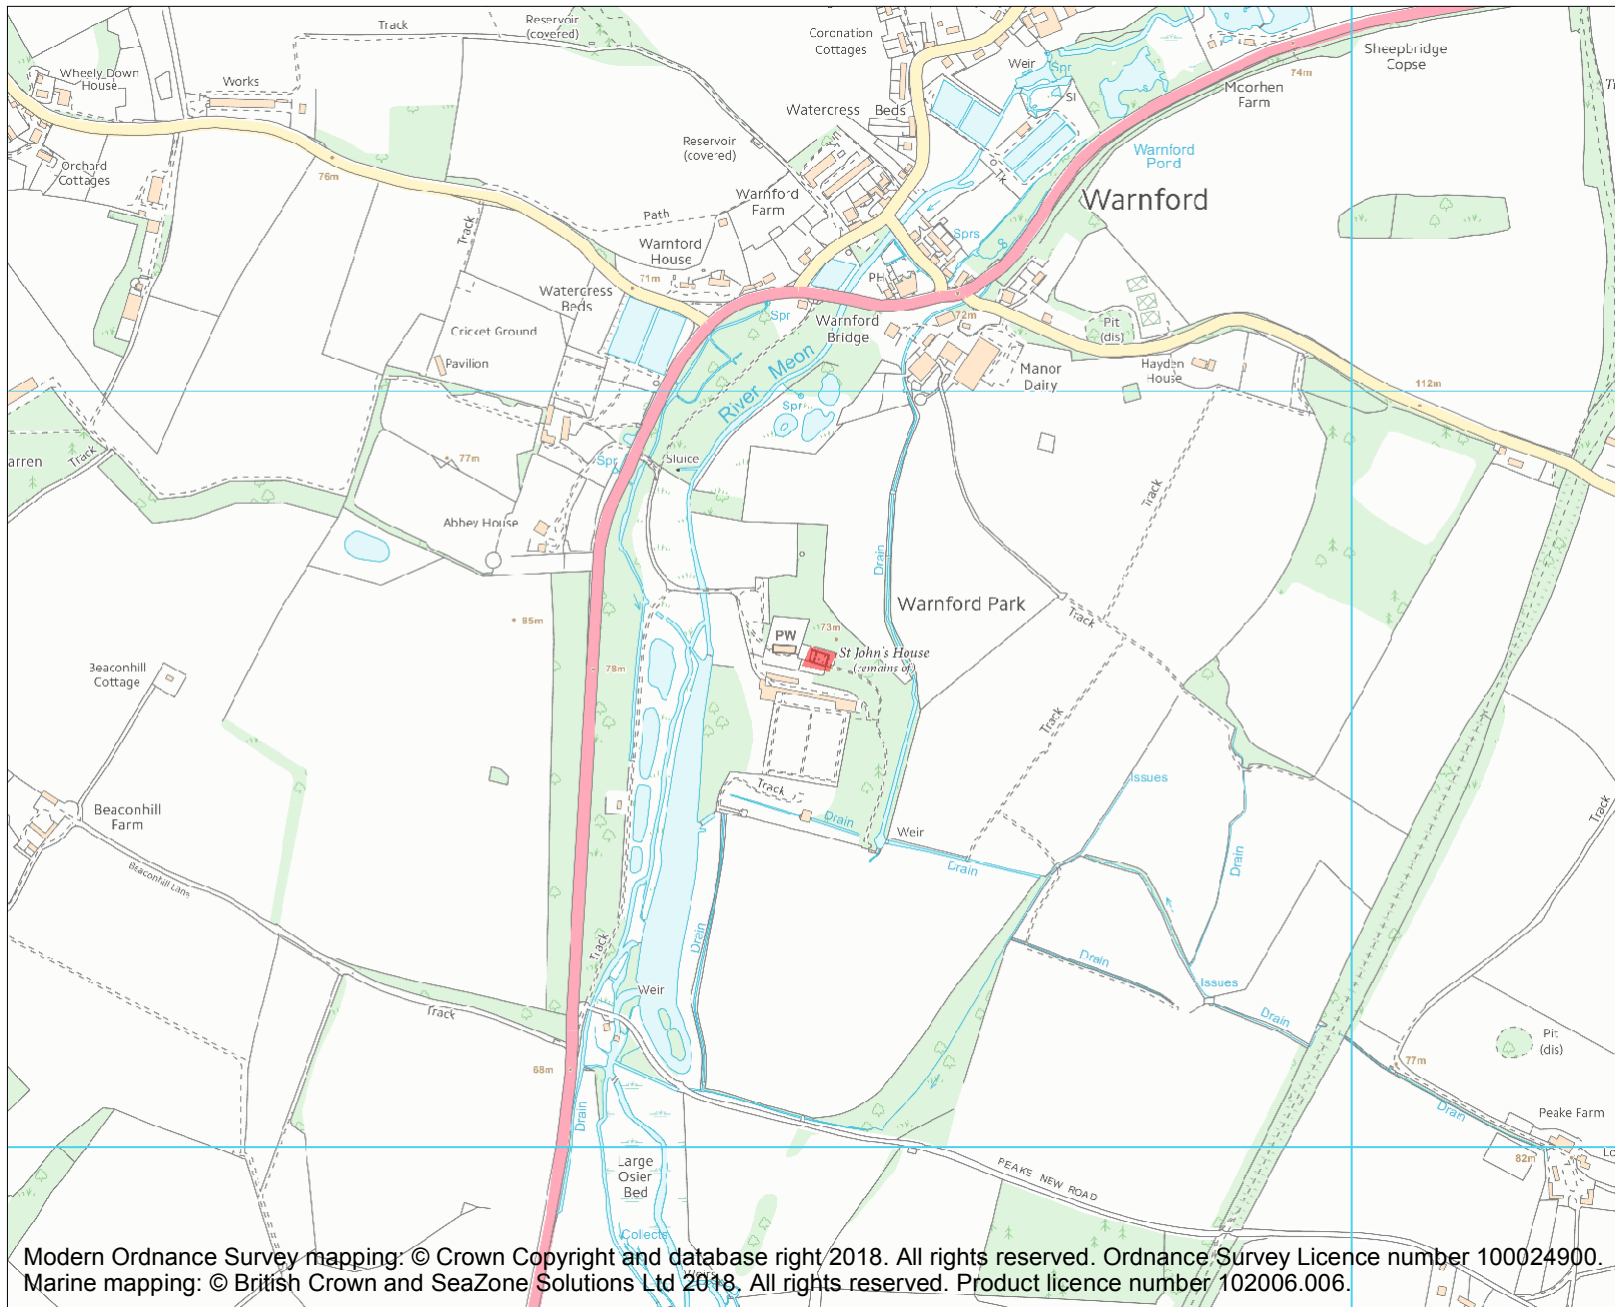 Track
Reservoir
(covered)
Coronation
Cottages
Sheepbridge
Copse
Wheely Down
House
Works
Weir
Spr
74m
Moorhen
Farm
Sl
Watercress Beds
Reservoir
(covered)
Warnford
Pond
Orchard
Cottages
76m
Tk
Warnford
Farm
Warnford
Path
Track
Sprs
Warnford
House
71m
PH
Watercress
Beds
Spr
72m
Warnford
Bridge
Pit
(dis)
Cricket Ground
Pavilion
River Meon
Manor
Dairy
Hayden
House
112m
Spr
arren
Track
77m
Spr
Sluice
Track
Abbey House
Drain
Warnford Park
Track
85m
PW
73m
St John's House
(remains of)
Beaconhill
Cottage
78m
Track
Issues
Track
Beaconhill
Farm
Track
Drain
Weir
Drain
Drain
Beaconhill Lane
Drain
Track
Drain
Weir
Issues
Track
Drain
Pit
(dis)
68m
77m
Drain
Drain
Peake Farm
82m
Large
Osier
Bed
PEAKE NEW ROAD
Collects
Modern Ordnance Survey mapping: © Crown Copyright and database right 2018. All rights reserved. Ordnance Survey Licence number 100024900.
Marine mapping: © British Crown and SeaZone Solutions Ltd 2018. All rights reserved. Product licence number 102006.006.